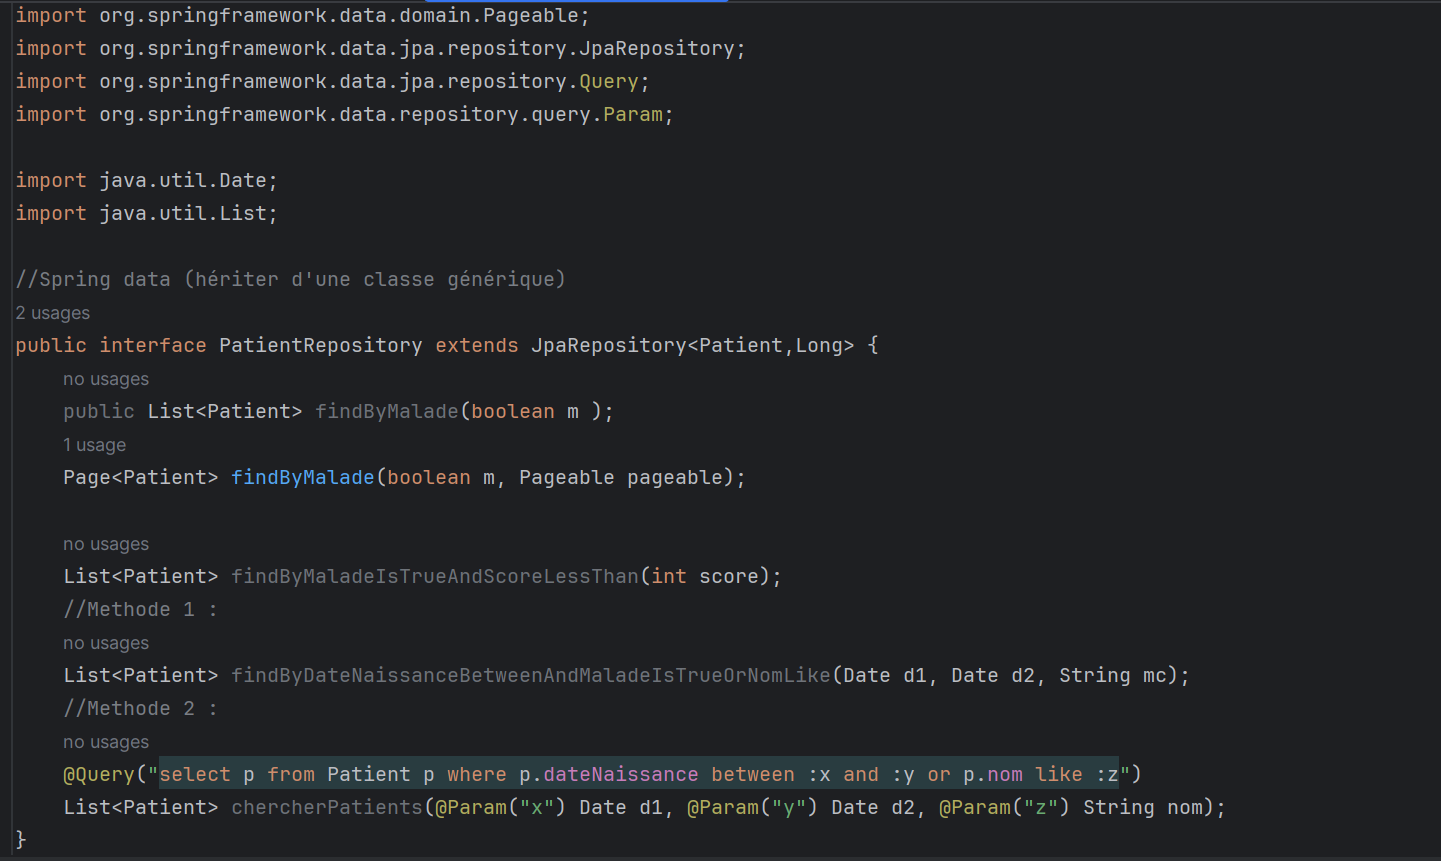 import org.springframework.data.domain.Pageable;
import org.springframework.data.jpa.repository.JpaRepository;
import org.springframework.data.jpa.repository.Query;
import org.springframework.data.repository.query.Param;
import java.util.Date;
import java.util.List;
//Spring data (hériter d'une classe générique)
2 usages
public interface PatientRepository extends JpaRepository<Patient,Long> {
no usages
public List<Patient> findByMalade(boolean m );
1 usage
Page<Patient> findByMalade(boolean m, Pageable pageable);
no usages
List<Patient> findByMaladeIsTrueAndScoreLessThan(int score);
//Methode 1 :
no usages
List<Patient> findByDateNaissanceBetweenAndMaladeIsTrueOrNomLike(Date d1, Date d2, String mc);
//Methode 2 :
no usages
@Query("select p from Patient p where p.dateNaissance between :x and :y or p.nom like :z")
List<Patient> chercherPatients(@Param("x") Date d1, @Param("y") Date d2, @Param("z") String nom);
}